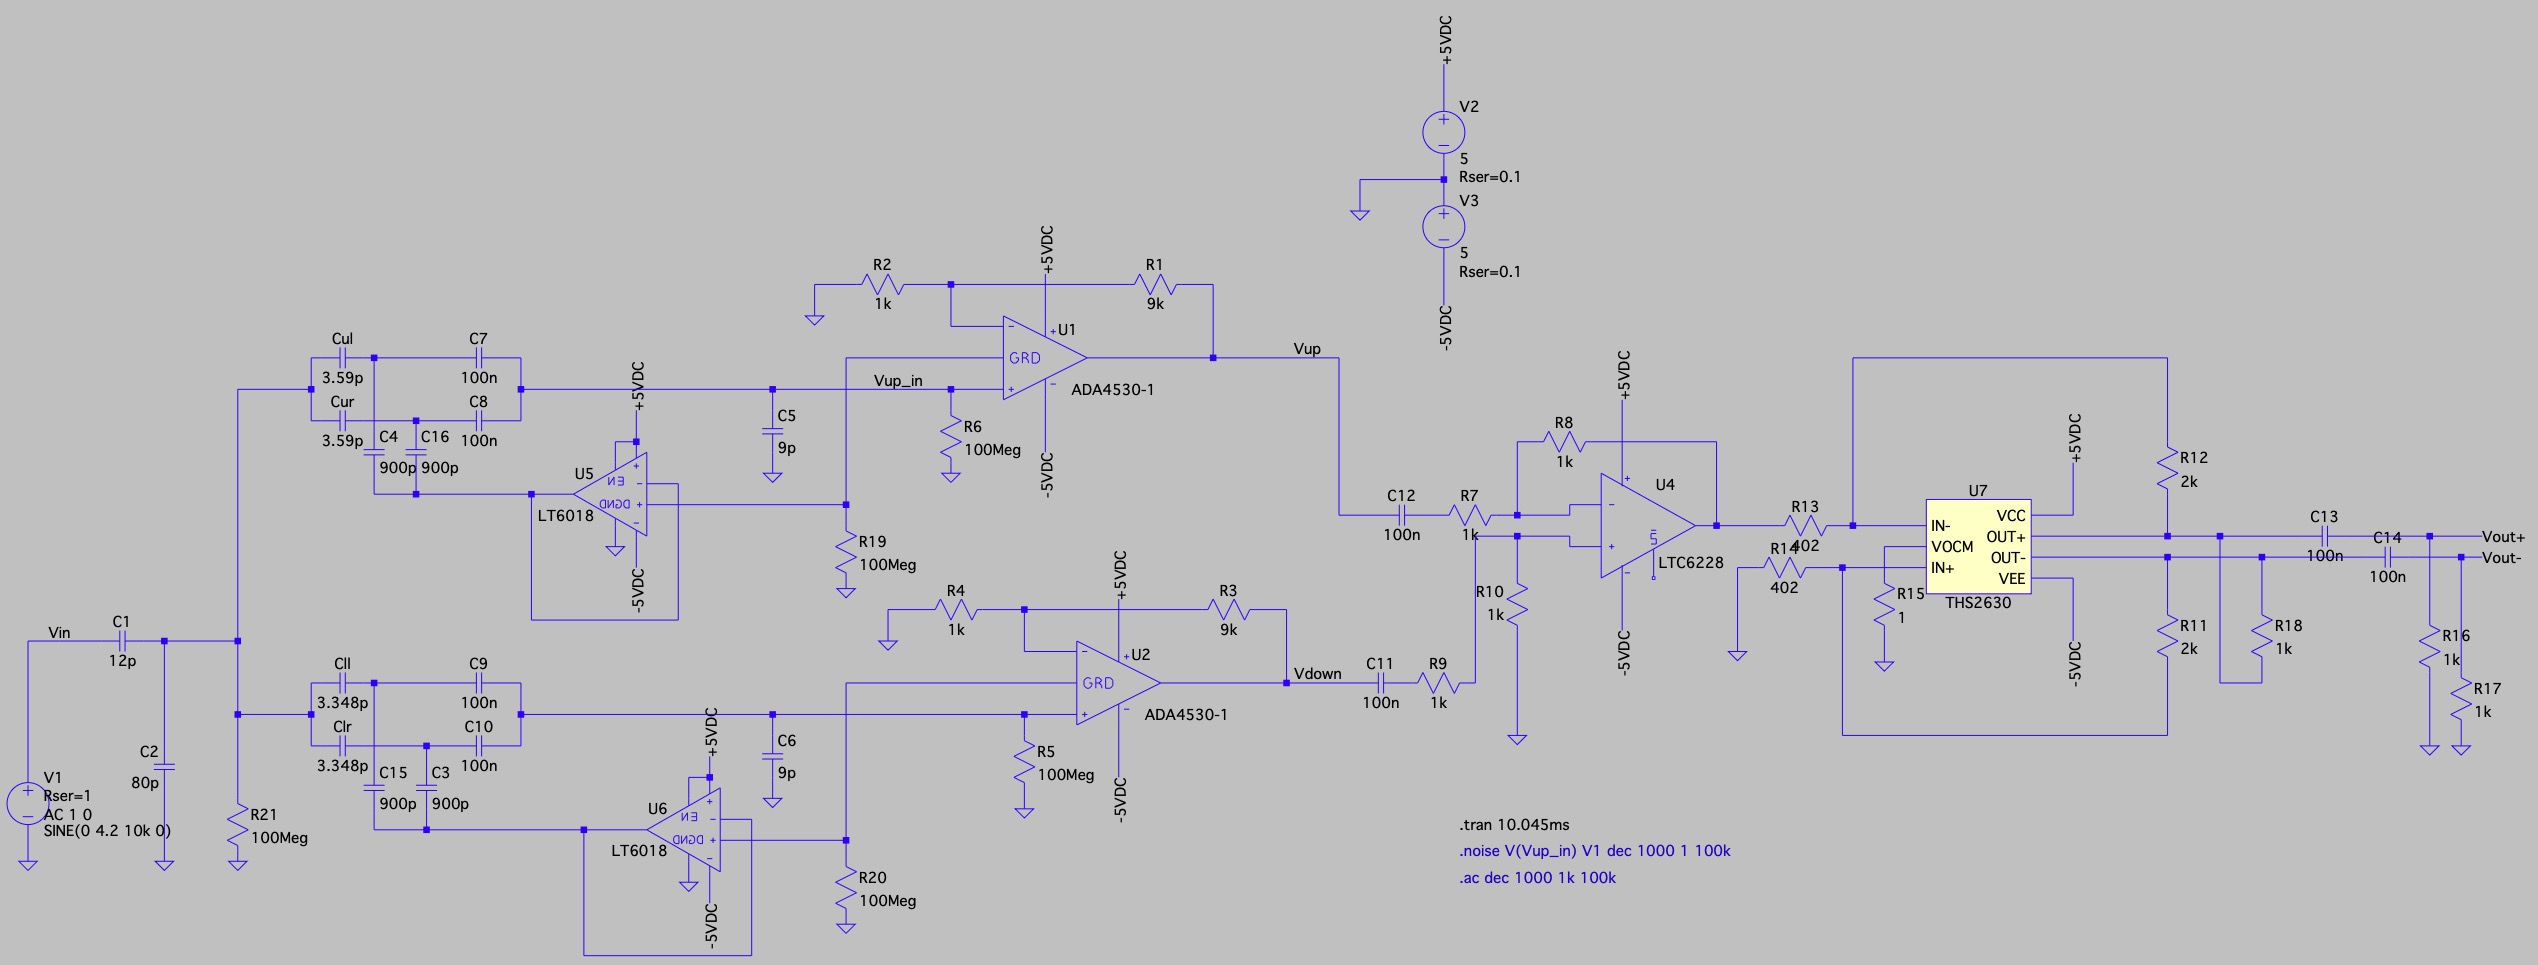 +5VDC
V2
5
Rser=0.1
V3
5
Rser=0.1
-5VDC
R2
1k
+5VDC
R1
9k
U1
GRD
ADA4530-1
-5VDC
Vup
Cul
3.59p
Cur
3.59p
C7
100n
C8
100n
C4
900p
C16
900p
+5VDC
U5
EN
DGND
LT6018
-5VDC
Vup_in
C5
9p
R6
100Meg
R19
100Meg
Vin
C1
12p
C2
80p
V1
Rser=1
AC 1 0
SINE(0 4.2 10k 0)
R21
100Meg
Cll
3.348p
Clr
3.348p
C9
100n
C10
100n
C15
900p
C3
900p
+5VDC
U6
EN
DGND
LT6018
-5VDC
C6
9p
R4
1k
+5VDC
R3
9k
U2
GRD
ADA4530-1
-5VDC
Vdown
R5
100Meg
R20
100Meg
C12
100n
R7
1k
C11
100n
R9
1k
R8
1k
R10
1k
+5VDC
U4
LTC6228
-5VDC
R13
402
R14
402
R15
1
U7
IN-
VOCM
IN+
VCC
OUT+
OUT-
VEE
THS2630
+5VDC
-5VDC
R12
2k
R11
2k
R18
1k
C13
100n
C14
100n
Vout+
Vout-
R16
1k
R17
1k
.tran 10.045ms
.noise V(Vup_in) V1 dec 1000 1 100k
.ac dec 1000 1k 100k